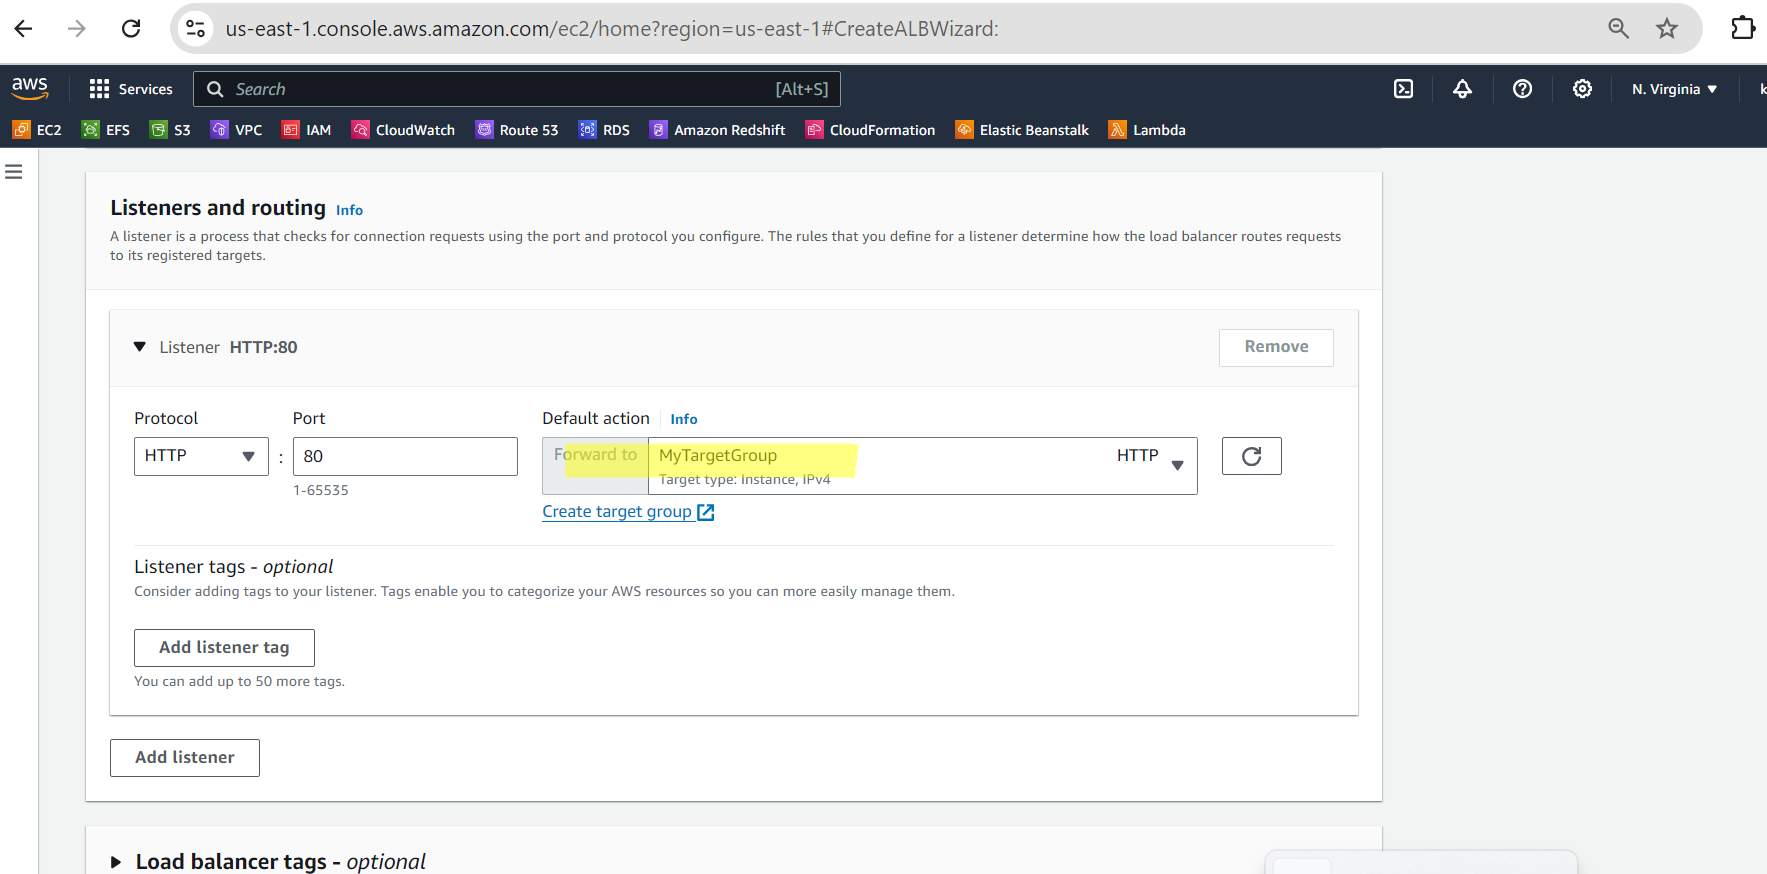 us-east-1.console.aws.amazon.com/ec2/home?region=us-east-1#CreateALBWizard:
aws Services Search [Alt+S] N. Virginia
EC2 EFS S3 VPC IAM CloudWatch Route 53 RDS Amazon Redshift CloudFormation Elastic Beanstalk Lambda
Listeners and routing Info
A listener is a process that checks for connection requests using the port and protocol you configure. The rules that you define for a listener determine how the load balancer routes requests
to its registered targets.
Listener HTTP:80 Remove
Protocol Port Default action Info
HTTP : 80 Forward to MyTargetGroup HTTP
Target type: Instance, IPv4
1-65535
Create target group
Listener tags - optional
Consider adding tags to your listener. Tags enable you to categorize your AWS resources so you can more easily manage them.
Add listener tag
You can add up to 50 more tags.
Add listener
Load balancer tags - optional